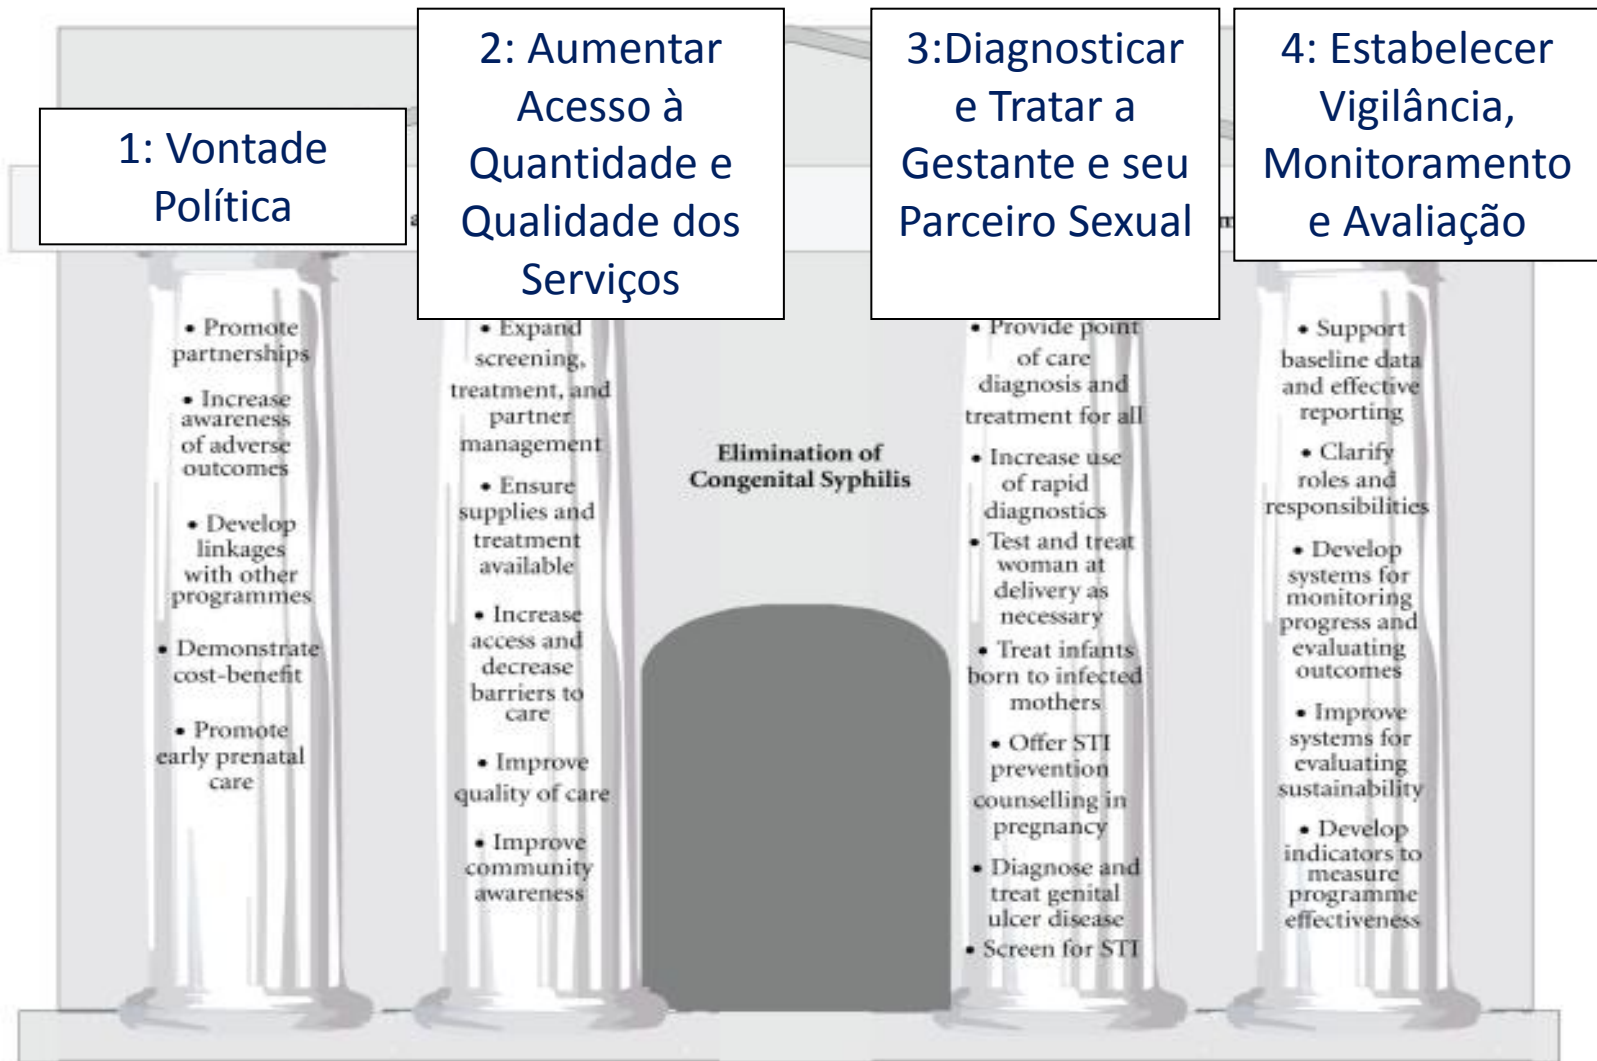 1: Vontade
Política
2: Aumentar
Acesso à
Quantidade e
Qualidade dos
Serviços
3:Diagnosticar
e Tratar a
Gestante e seu
Parceiro Sexual
4: Estabelecer
Vigilância,
Monitoramento
e Avaliação
• Promote
partnerships
• Increase
awareness
of adverse
outcomes
• Develop
linkages
with other
programmes
• Demonstrate
cost-benefit
• Promote
early prenatal
care
• Expand
screening,
treatment, and
partner
management
• Ensure
supplies and
treatment
available
• Increase
access and
decrease
barriers to
care
• Improve
quality of care
• Improve
community
awareness
Elimination of
Congenital Syphilis
• Provide point
of care
diagnosis and
treatment for all
• Increase use
of rapid
diagnostics
• Test and treat
woman at
delivery as
necessary
• Treat infants
born to infected
mothers
• Offer STI
prevention
counselling in
pregnancy
• Diagnose and
treat genital
ulcer disease
• Screen for STI
• Support
baseline data
and effective
reporting
• Clarify
roles and
responsibilities
• Develop
systems for
monitoring
progress and
evaluating
outcomes
• Improve
systems for
evaluating
sustainability
• Develop
indicators to
measure
programme
effectiveness